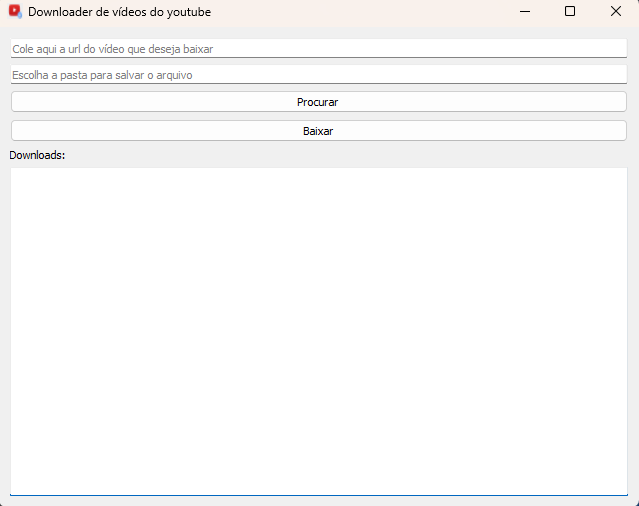 Downloader de vídeos do youtube
Cole aqui a url do vídeo que deseja baixar
Escolha a pasta para salvar o arquivo
Procurar
Baixar
Downloads: